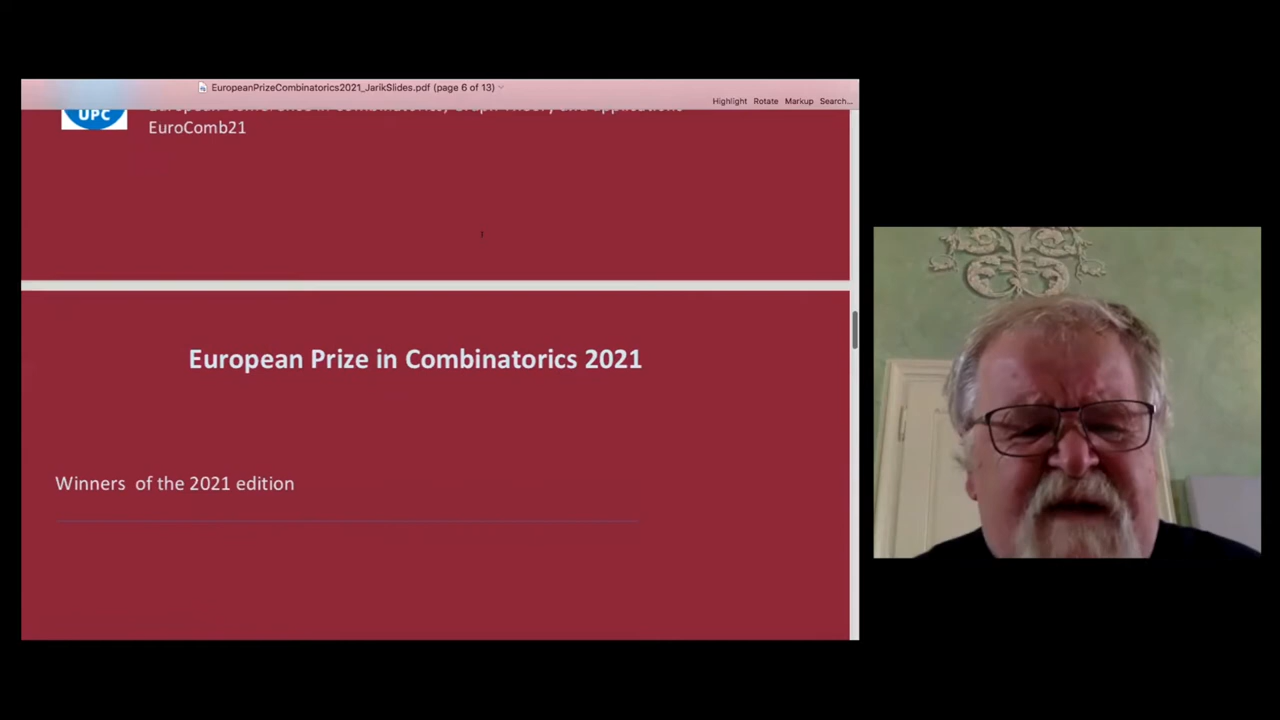 EuropeanPrizeCombinatorics2021_JarikSlides.pdf (page 6 of 13)
Highlight Rotate Markup Search...
UPC
EuroComb21
European Prize in Combinatorics 2021
Winners of the 2021 edition